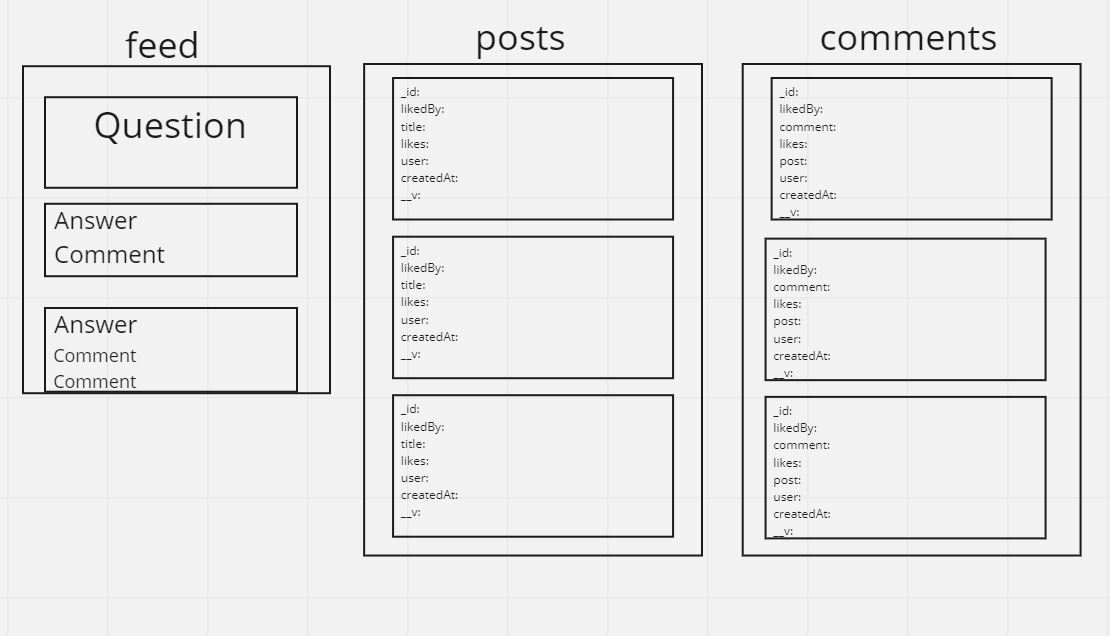 feed
Question
Answer
Comment
Answer
Comment
Comment
posts
_id:
likedBy:
title:
likes:
user:
createdAt:
__v:
_id:
likedBy:
title:
likes:
user:
createdAt:
__v:
_id:
likedBy:
title:
likes:
user:
createdAt:
__v:
comments
_id:
likedBy:
comment:
likes:
post:
user:
createdAt:
__v:
_id:
likedBy:
comment:
likes:
post:
user:
createdAt:
__v:
_id:
likedBy:
comment:
likes:
post:
user:
createdAt:
__v: